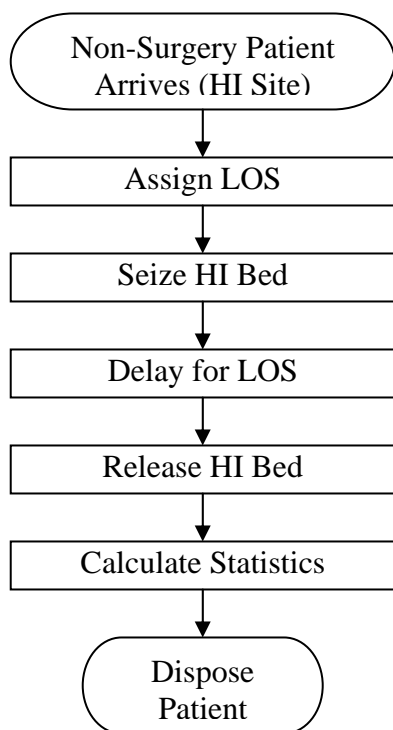 Non-Surgery Patient
Arrives (HI Site)
Assign LOS
Seize HI Bed
Delay for LOS
Release HI Bed
Calculate Statistics
Dispose
Patient